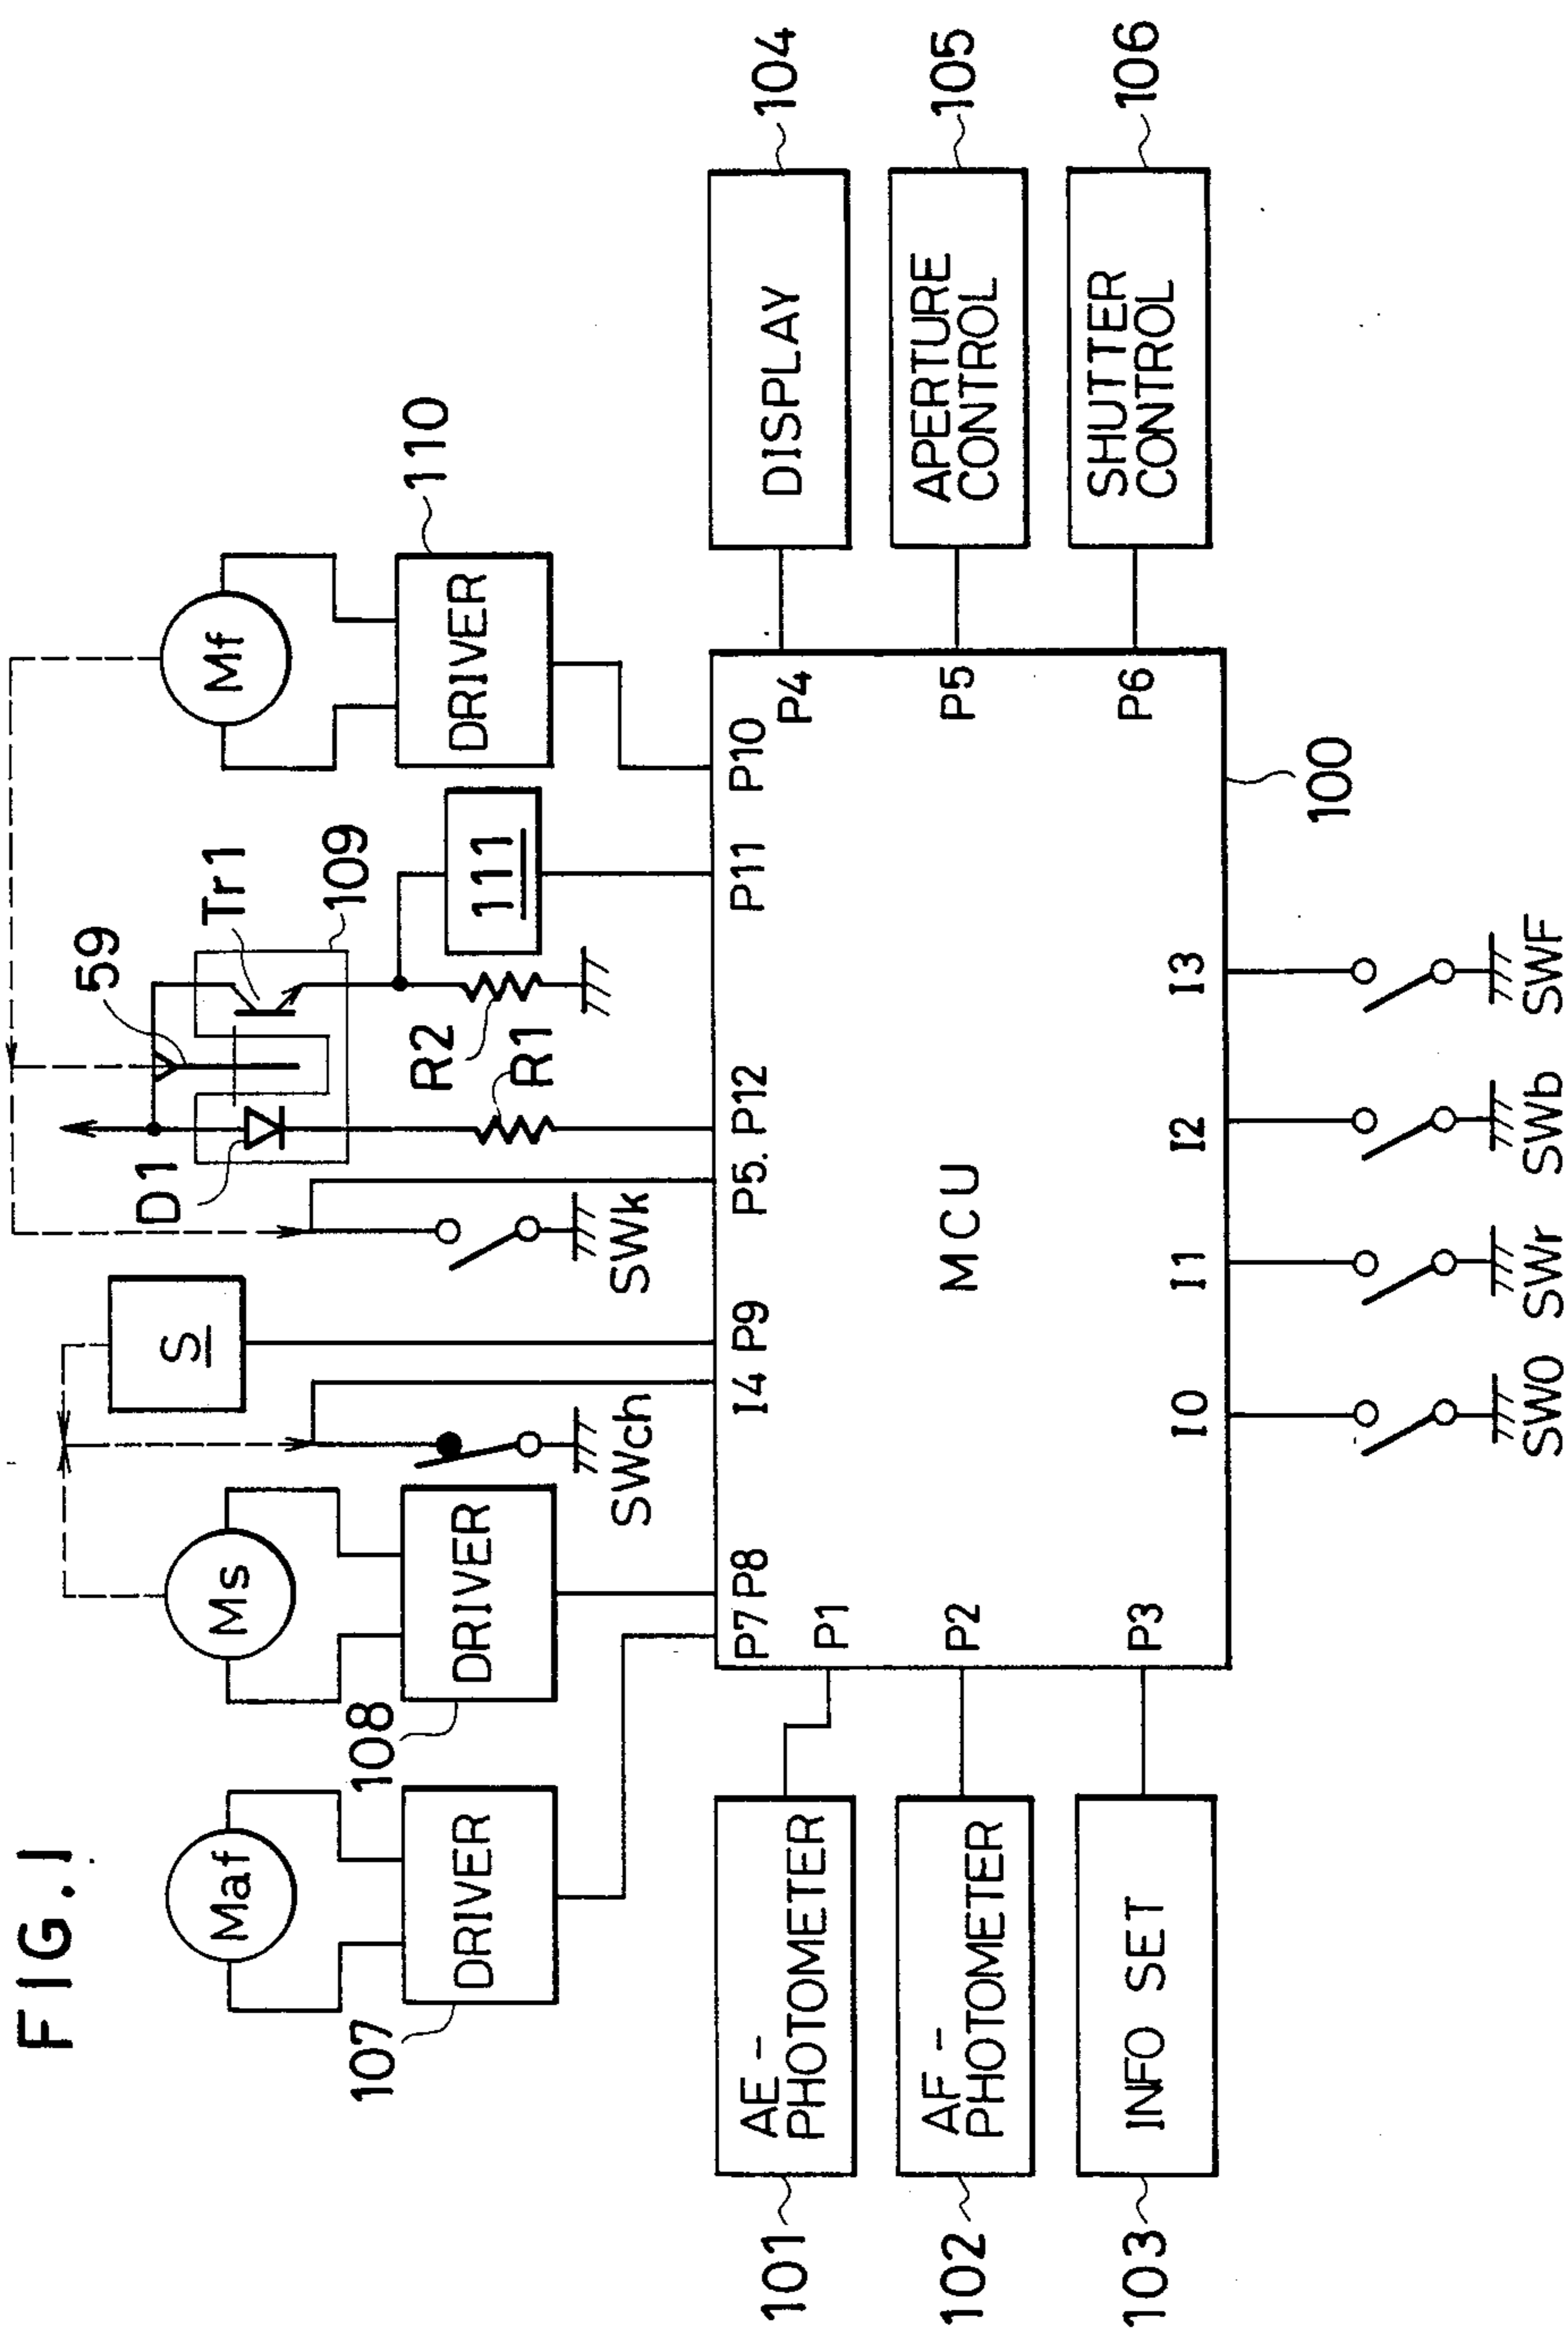 FIG.1
Maf
Ms
S
Mf
59
Tr1
D1
109
107
DRIVER
108
DRIVER
SWch
SWk
R2
R1
111
DRIVER
110
P7
P8
I4
P9
P5.
P12
P11
P10
101
AE-
PHOTOMETER
P1
P4
DISPLAY
104
102
AF-
PHOTOMETER
P2
MCU
P5
APERTURE
CONTROL
105
103
INFO SET
P3
I0
I1
I2
I3
P6
SHUTTER
CONTROL
106
100
SW0
SWr
SWb
SWF